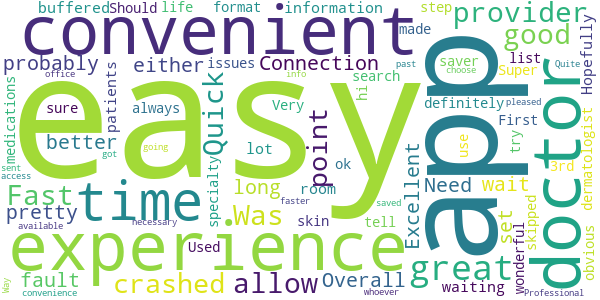 buffered
Should
life
format
information
step
provider
convenient
made
good
Hopefully
probably
either
issues
Connection
list
Super
saver
Quite
past
office
info
search
choose
hi
easy
app
doctor
medications
patients
sure
always
Quick
Very
point
definitely
First
pleased
better
lot
ok
try
use
3rd
dermatologist
going
got
sent
access
specialty
room
Excellent
Need
wait
Fast
time
Was
long
skin
tell
set
skipped
wonderful
obvious
pretty
available
necessary
Used
faster
saved
experience
great
waiting
fault
crashed
allow
Overall
Way
convenience
whoever
Professional